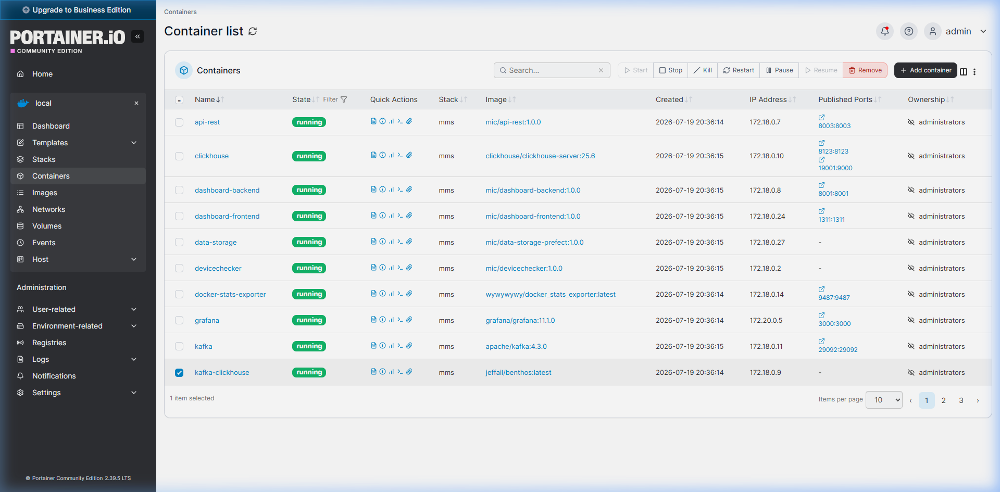 Upgrade to Business Edition
PORTAINER.iO
COMMUNITY EDITION
Home
local
Dashboard
Templates
Stacks
Containers
Images
Networks
Volumes
Events
Host
Administration
User-related
Environment-related
Registries
Logs
Notifications
Settings
© Portainer Community Edition 2.39.5 LTS
Containers
Container list
admin
Containers
Search...
Start Stop Kill Restart Pause Resume Remove
+ Add container
Name State Filter Quick Actions Stack Image Created IP Address Published Ports Ownership
api-rest running mms mic/api-rest:1.0.0 2026-07-19 20:36:14 172.18.0.7 8003:8003 administrators
clickhouse running mms clickhouse/clickhouse-server:25.6 2026-07-19 20:36:15 172.18.0.10 8123:8123 administrators
19001:9000
dashboard-backend running mms mic/dashboard-backend:1.0.0 2026-07-19 20:36:15 172.18.0.8 8001:8001 administrators
dashboard-frontend running mms mic/dashboard-frontend:1.0.0 2026-07-19 20:36:15 172.18.0.24 1311:1311 administrators
data-storage running mms mic/data-storage-prefect:1.0.0 2026-07-19 20:36:15 172.18.0.27 - administrators
devicechecker running mms mic/devicechecker:1.0.0 2026-07-19 20:36:15 172.18.0.2 - administrators
docker-stats-exporter running mms wywywywy/docker_stats_exporter:latest 2026-07-19 20:36:14 172.18.0.14 9487:9487 administrators
grafana running mms grafana/grafana:11.1.0 2026-07-19 20:36:14 172.20.0.5 3000:3000 administrators
kafka running mms apache/kafka:4.3.0 2026-07-19 20:36:15 172.18.0.11 29092:29092 administrators
kafka-clickhouse running mms jeffail/benthos:latest 2026-07-19 20:36:14 172.18.0.9 - administrators
1 item selected
Items per page 10 ‹ 1 2 3 ›